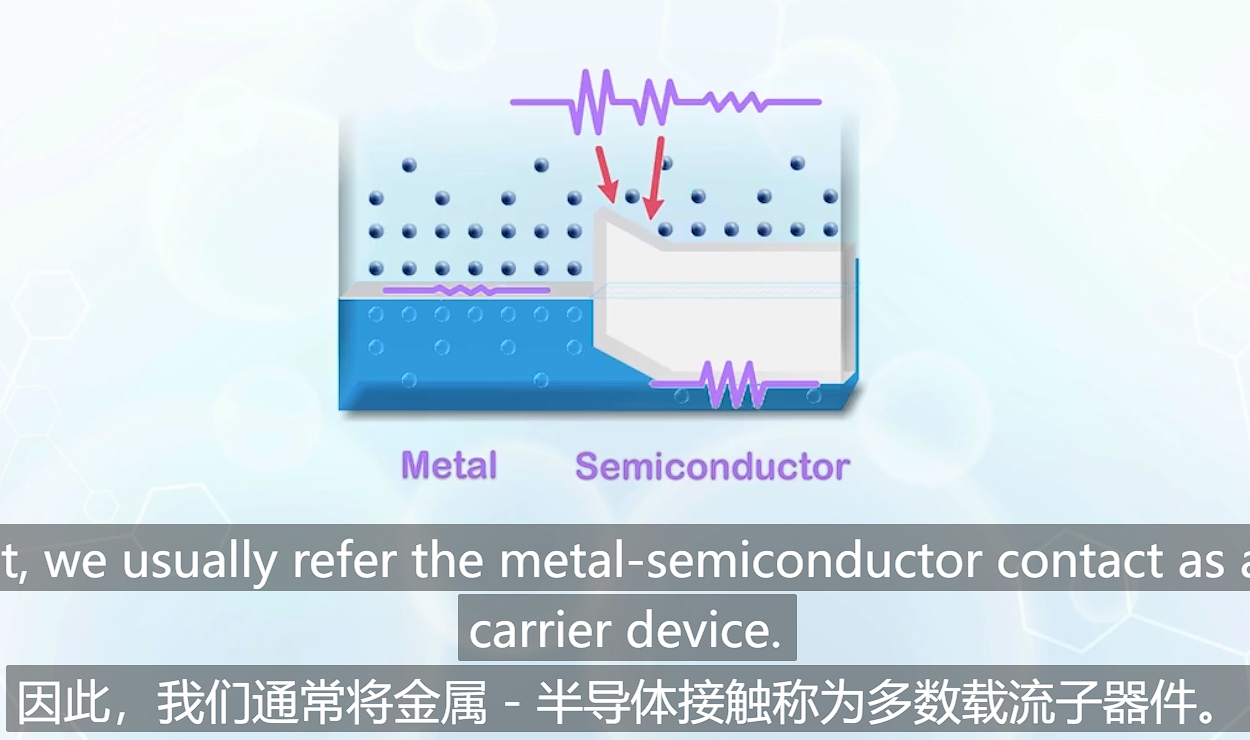 Metal Semiconductor
t, we usually refer the metal-semiconductor contact as a
carrier device.
因此，我们通常将金属 - 半导体接触称为多数载流子器件。